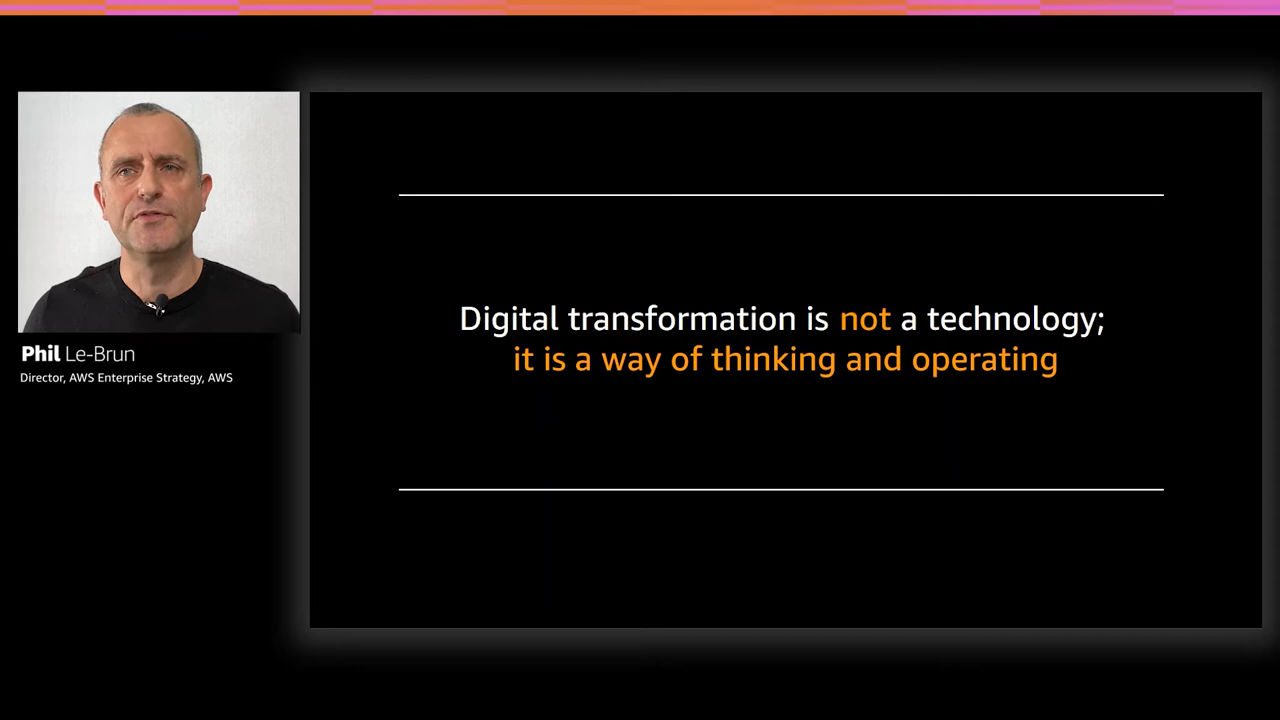 Phil Le-Brun
Director, AWS Enterprise Strategy, AWS
Digital transformation is not a technology;
it is a way of thinking and operating